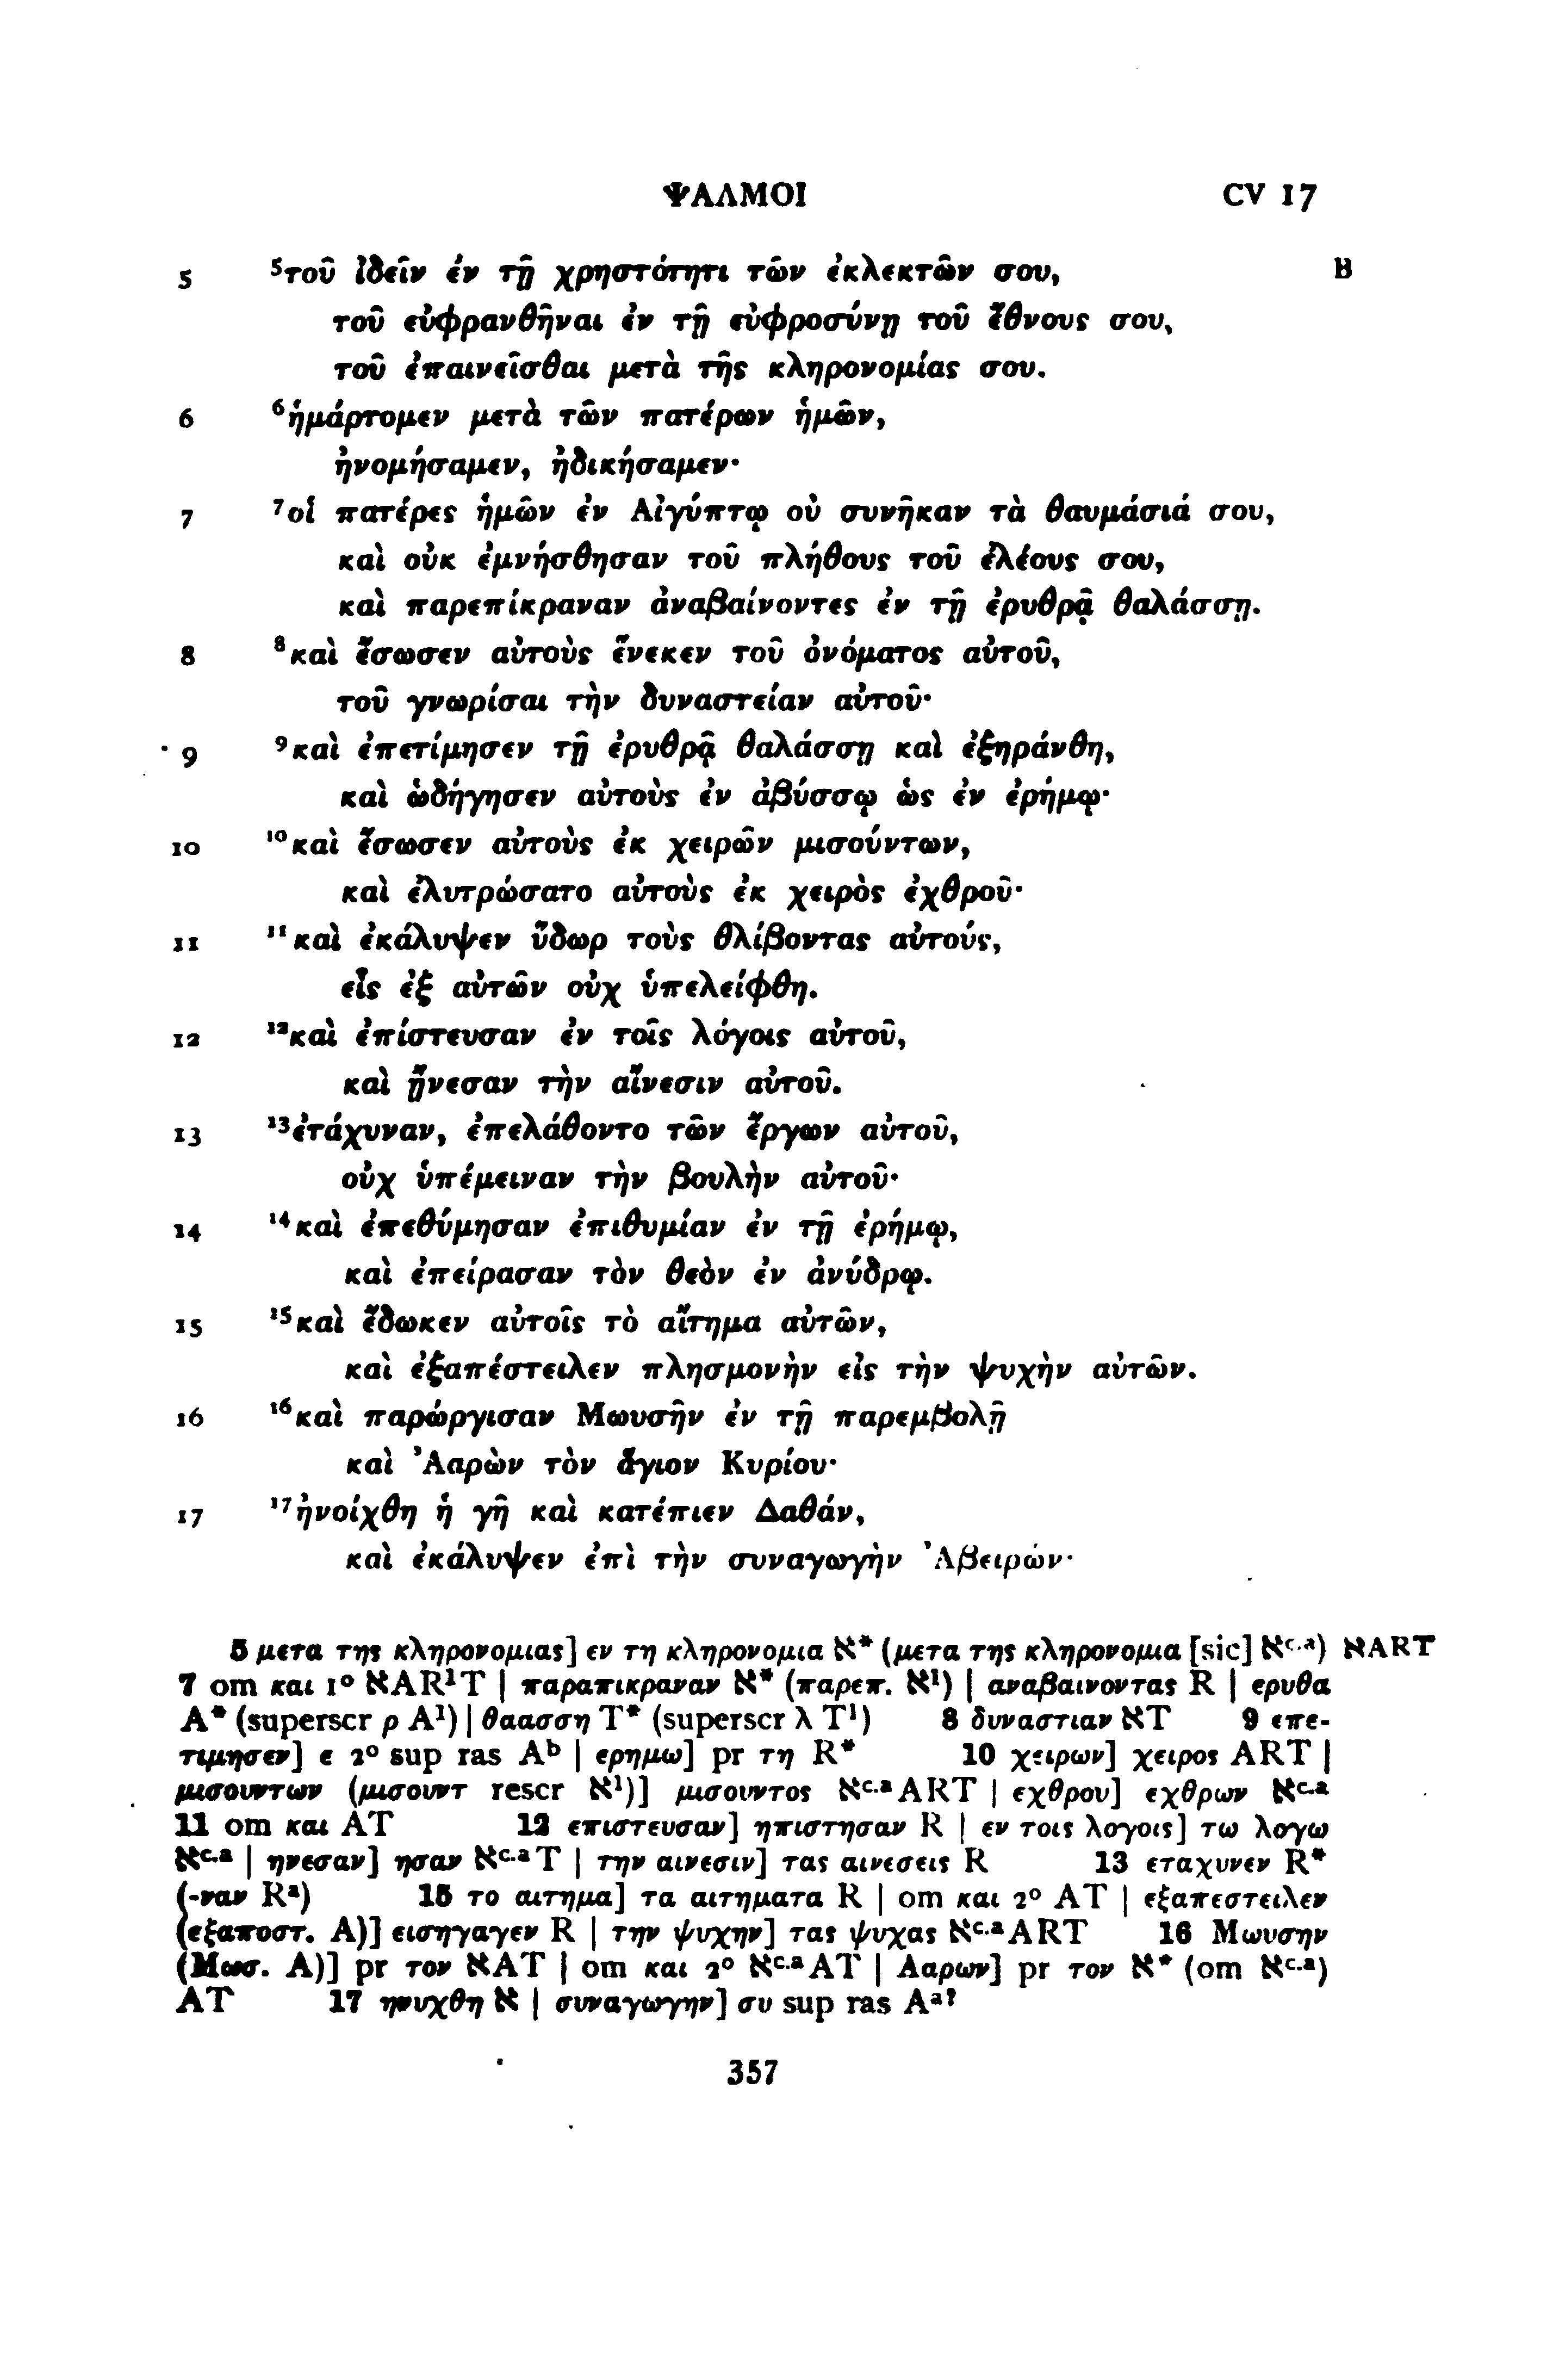 ΨΑΛΜΟΙ CV 17
5 ⁵τοῦ ἰδεῖν ἐν τῇ χρηστότητι τῶν ἐκλεκτῶν σου, B
τοῦ εὐφρανθῆναι ἐν τῇ εὐφροσύνῃ τοῦ ἔθνους σου,
τοῦ ἐπαινεῖσθαι μετὰ τῆς κληρονομίας σου.
6 ⁶ἡμάρτομεν μετὰ τῶν πατέρων ἡμῶν,
ἠνομήσαμεν, ἠδικήσαμεν·
7 ⁷οἱ πατέρες ἡμῶν ἐν Αἰγύπτῳ οὐ συνῆκαν τὰ θαυμάσιά σου,
καὶ οὐκ ἐμνήσθησαν τοῦ πλήθους τοῦ ἐλέους σου,
καὶ παρεπίκραναν ἀναβαίνοντες ἐν τῇ ἐρυθρᾷ θαλάσσῃ.
8 ⁸καὶ ἔσωσεν αὐτοὺς ἕνεκεν τοῦ ὀνόματος αὐτοῦ,
τοῦ γνωρίσαι τὴν δυναστείαν αὐτοῦ·
9 ⁹καὶ ἐπετίμησεν τῇ ἐρυθρᾷ θαλάσσῃ καὶ ἐξηράνθη,
καὶ ὡδήγησεν αὐτοὺς ἐν ἀβύσσῳ ὡς ἐν ἐρήμῳ·
10 ¹⁰καὶ ἔσωσεν αὐτοὺς ἐκ χειρῶν μισούντων,
καὶ ἐλυτρώσατο αὐτοὺς ἐκ χειρὸς ἐχθροῦ·
11 ¹¹καὶ ἐκάλυψεν ὕδωρ τοὺς θλίβοντας αὐτούς,
εἷς ἐξ αὐτῶν οὐχ ὑπελείφθη.
12 ¹²καὶ ἐπίστευσαν ἐν τοῖς λόγοις αὐτοῦ,
καὶ ᾔνεσαν τὴν αἴνεσιν αὐτοῦ.
13 ¹³ἐτάχυναν, ἐπελάθοντο τῶν ἔργων αὐτοῦ,
οὐχ ὑπέμειναν τὴν βουλὴν αὐτοῦ·
14 ¹⁴καὶ ἐπεθύμησαν ἐπιθυμίαν ἐν τῇ ἐρήμῳ,
καὶ ἐπείρασαν τὸν θεὸν ἐν ἀνύδρῳ.
15 ¹⁵καὶ ἔδωκεν αὐτοῖς τὸ αἴτημα αὐτῶν,
καὶ ἐξαπέστειλεν πλησμονὴν εἰς τὴν ψυχὴν αὐτῶν.
16 ¹⁶καὶ παρώργισαν Μωυσῆν ἐν τῇ παρεμβολῇ
καὶ Ἀαρὼν τὸν ἅγιον Κυρίου·
17 ¹⁷ἠνοίχθη ἡ γῆ καὶ κατέπιεν Δαθάν,
καὶ ἐκάλυψεν ἐπὶ τὴν συναγωγὴν Ἀβειρών·
5 μετα της κληρονομιας] εν τη κληρονομια א* (μετα της κληρονομια [sic] א^c.a) אART
7 om και 1º אAR¹T | παραπικραναν א* (παρεπ. א¹) | αναβαινοντας R | ερυθα
A* (superscr ρ A¹) | θαασση T* (superscr λ T¹) 8 δυναστιαν אT 9 επε-
τιμησεν] ε 2º sup ras A^b | ερημω] pr τη R* 10 χειρων] χειρος ART |
μισουντων (μισουντ rescr א¹)] μισουντος א^c.a ART | εχθρου] εχθρων א^c.a
11 om και AT 12 επιστευσαν] ηπιστησαν R | εν τοις λογοις] τω λογω
א^c.a | ηνεσαν] ησαν א^c.a T | την αινεσιν] τας αινεσεις R 13 εταχυνεν R*
(-ναν R^a) 15 το αιτημα] τα αιτηματα R | om και 2º AT | εξαπεστειλεν
(εξαποστ. A)] εισηγαγεν R | την ψυχην] τας ψυχας א^c.a ART 16 Μωυσην
(Μωσ. A)] pr τον אAT | om και 2º א^c.a AT | Ααρων] pr τον א* (om א^c.a)
AT 17 ηνυχθη א | συναγωγην] συ sup ras A^a?
357